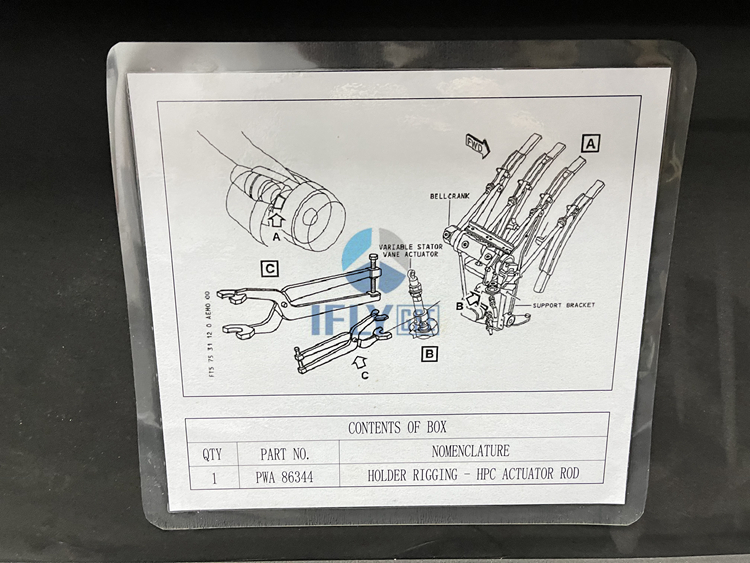 FWD
A
BELLCRANK
A
VARIABLE STATOR
VANE ACTUATOR
C
B
SUPPORT BRACKET
IFLY
B
C
CONTENTS OF BOX
QTY PART NO. NOMENCLATURE
1 PWA 86344 HOLDER RIGGING - HPC ACTUATOR ROD